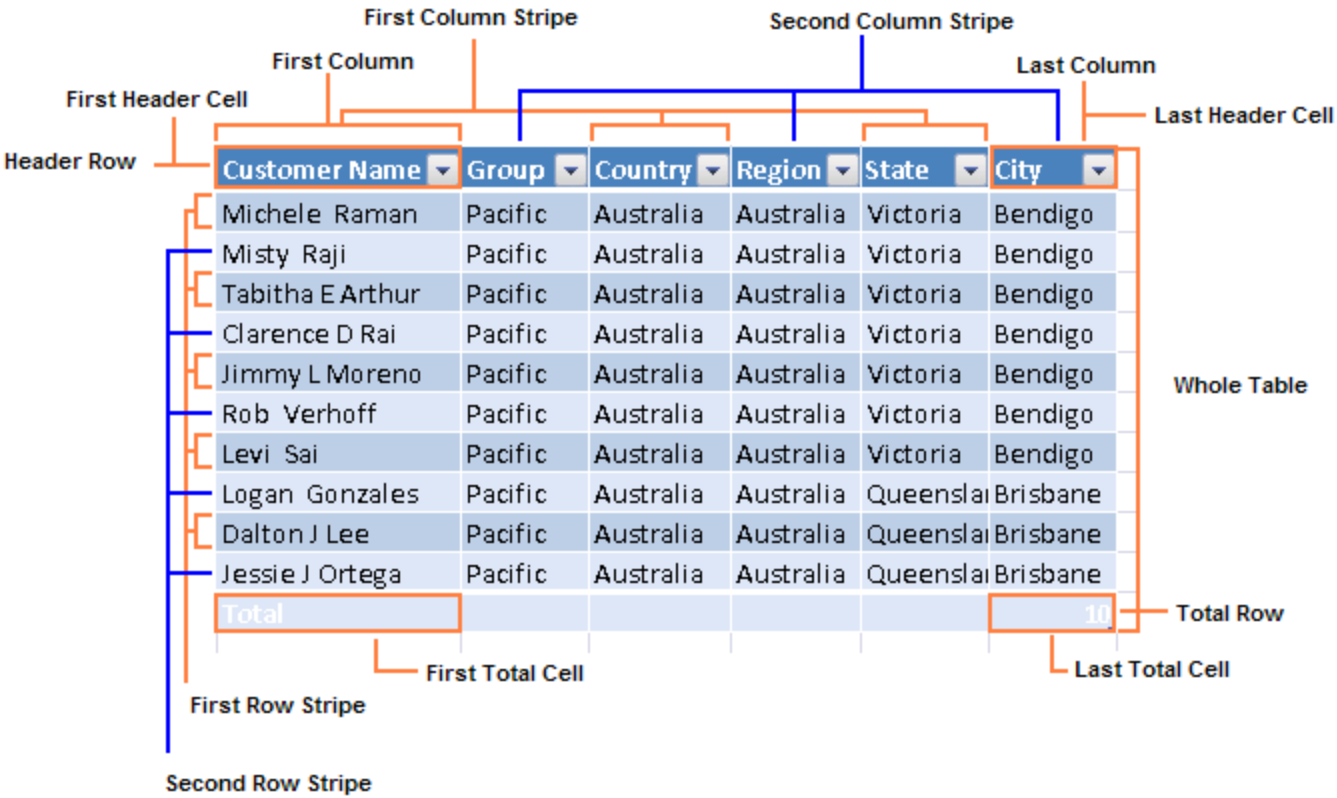 First Column Stripe
Second Column Stripe
First Column
Last Column
First Header Cell
Last Header Cell
Header Row
Customer Name Group Country Region State City
Michele Raman Pacific Australia Australia Victoria Bendigo
Misty Raji Pacific Australia Australia Victoria Bendigo
Tabitha E Arthur Pacific Australia Australia Victoria Bendigo
Clarence D Rai Pacific Australia Australia Victoria Bendigo
Jimmy L Moreno Pacific Australia Australia Victoria Bendigo
Whole Table
Rob Verhoff Pacific Australia Australia Victoria Bendigo
Levi Sai Pacific Australia Australia Victoria Bendigo
Logan Gonzales Pacific Australia Australia Queensla Brisbane
Dalton J Lee Pacific Australia Australia Queensla Brisbane
Jessie J Ortega Pacific Australia Australia Queensla Brisbane
Total 10
Total Row
First Total Cell
Last Total Cell
First Row Stripe
Second Row Stripe